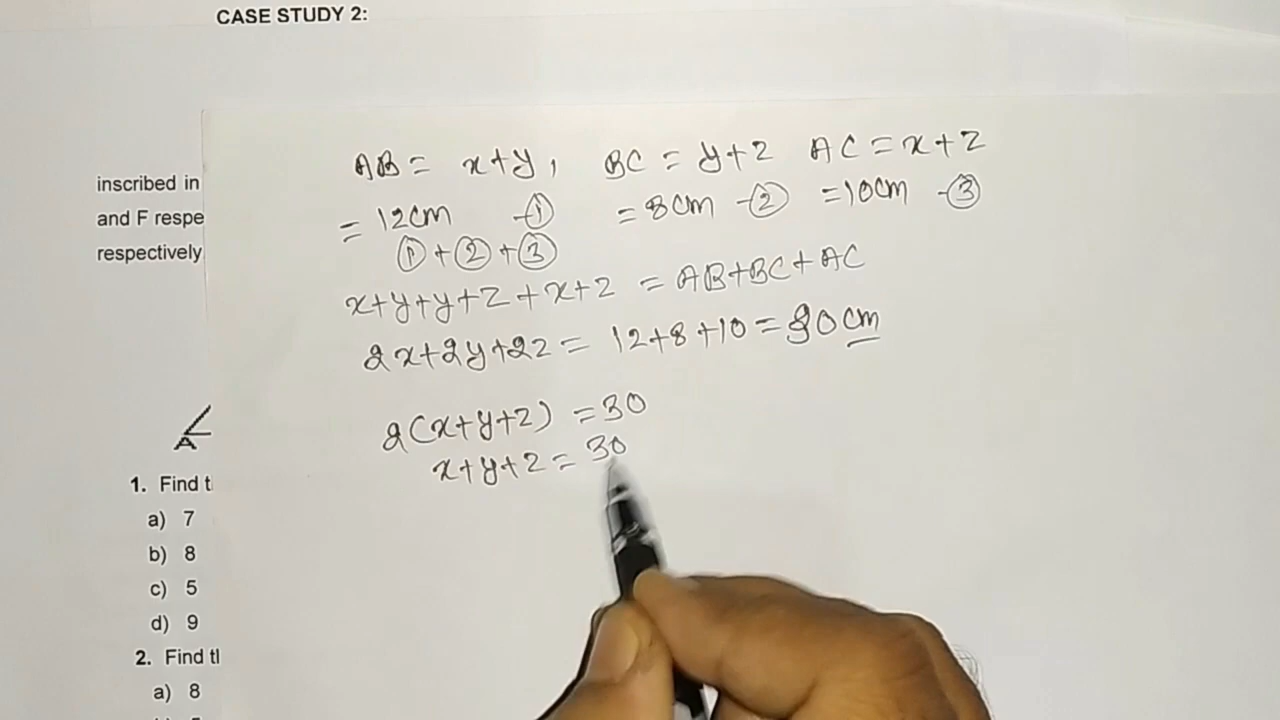 CASE STUDY 2:
AB = x+y, BC = y+z AC = x+z
= 12cm -① = 8cm -② = 10cm -③
① + ② + ③
x+y+y+z+x+z = AB+BC+AC
2x+2y+2z = 12+8+10 = 30cm
2(x+y+z) = 30
x+y+z = 30
inscribed in
and F respe
respectively
A
1. Find t
a) 7
b) 8
c) 5
d) 9
2. Find tl
a) 8